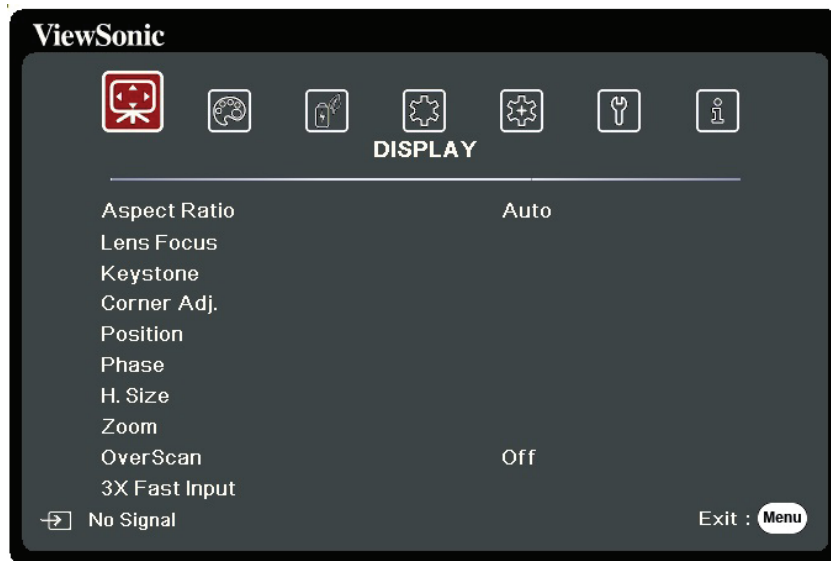 ViewSonic
DISPLAY
Aspect Ratio Auto
Lens Focus
Keystone
Corner Adj.
Position
Phase
H. Size
Zoom
OverScan Off
3X Fast Input
No Signal Exit : Menu